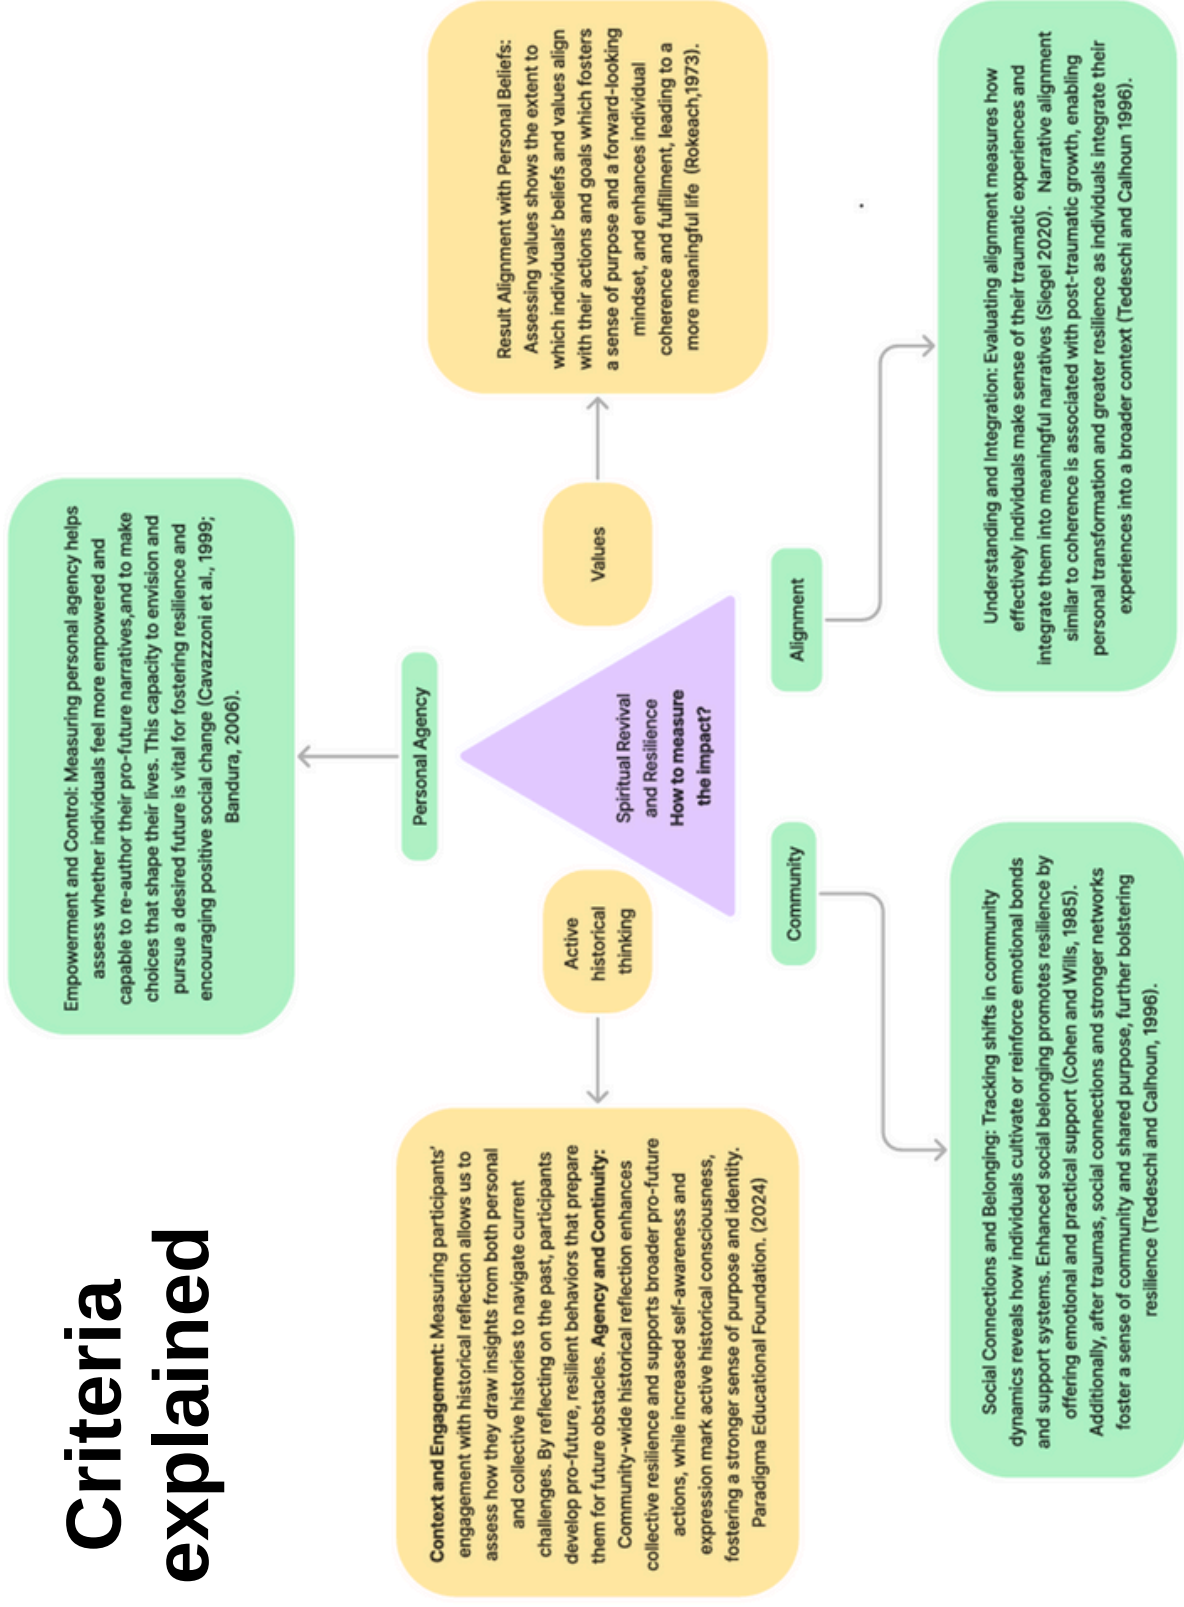 Criteria
explained
Empowerment and Control: Measuring personal agency helps
assess whether individuals feel more empowered and
capable to re-author their pro-future narratives,and to make
choices that shape their lives. This capacity to envision and
pursue a desired future is vital for fostering resilience and
encouraging positive social change (Cavazzoni et al., 1999;
Bandura, 2006).
Personal Agency
Context and Engagement: Measuring participants’
engagement with historical reflection allows us to
assess how they draw insights from both personal
and collective histories to navigate current
challenges. By reflecting on the past, participants
develop pro-future, resilient behaviors that prepare
them for future obstacles. Agency and Continuity:
Community-wide historical reflection enhances
collective resilience and supports broader pro-future
actions, while increased self-awareness and
expression mark active historical consciousness,
fostering a stronger sense of purpose and identity.
Paradigma Educational Foundation. (2024)
Active
historical
thinking
Spiritual Revival
and Resilience
How to measure
the impact?
Values
Result Alignment with Personal Beliefs:
Assessing values shows the extent to
which individuals’ beliefs and values align
with their actions and goals which fosters
a sense of purpose and a forward-looking
mindset, and enhances individual
coherence and fulfillment, leading to a
more meaningful life (Rokeach,1973).
Community
Alignment
Social Connections and Belonging: Tracking shifts in community
dynamics reveals how individuals cultivate or reinforce emotional bonds
and support systems. Enhanced social belonging promotes resilience by
offering emotional and practical support (Cohen and Wills, 1985).
Additionally, after traumas, social connections and stronger networks
foster a sense of community and shared purpose, further bolstering
resilience (Tedeschi and Calhoun, 1996).
Understanding and Integration: Evaluating alignment measures how
effectively individuals make sense of their traumatic experiences and
integrate them into meaningful narratives (Siegel 2020). Narrative alignment
similar to coherence is associated with post-traumatic growth, enabling
personal transformation and greater resilience as individuals integrate their
experiences into a broader context (Tedeschi and Calhoun 1996).